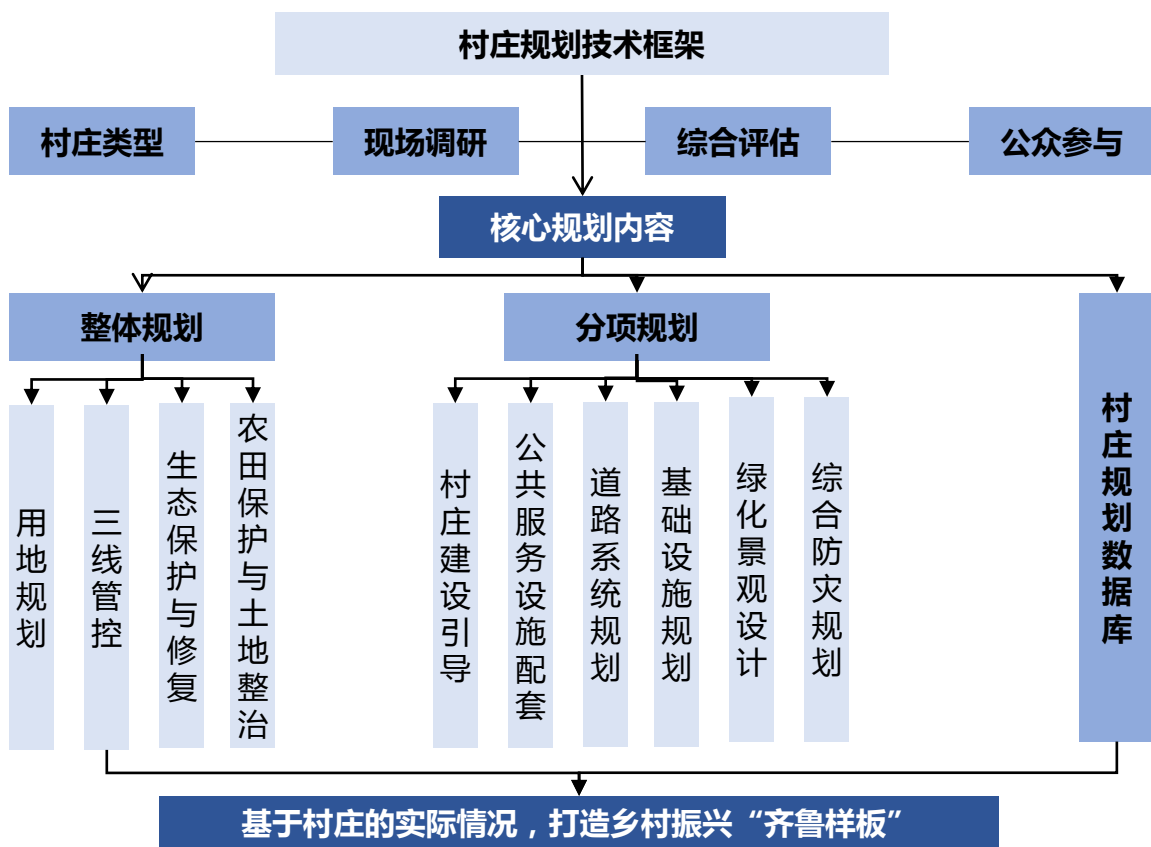 村庄规划技术框架
村庄类型
现场调研
综合评估
公众参与
核心规划内容
整体规划
分项规划
村庄规划数据库
用地规划
三线管控
生态保护与修复
农田保护与土地整治
村庄建设引导
公共服务设施配套
道路系统规划
基础设施规划
绿化景观设计
综合防灾规划
基于村庄的实际情况，打造乡村振兴“齐鲁样板”